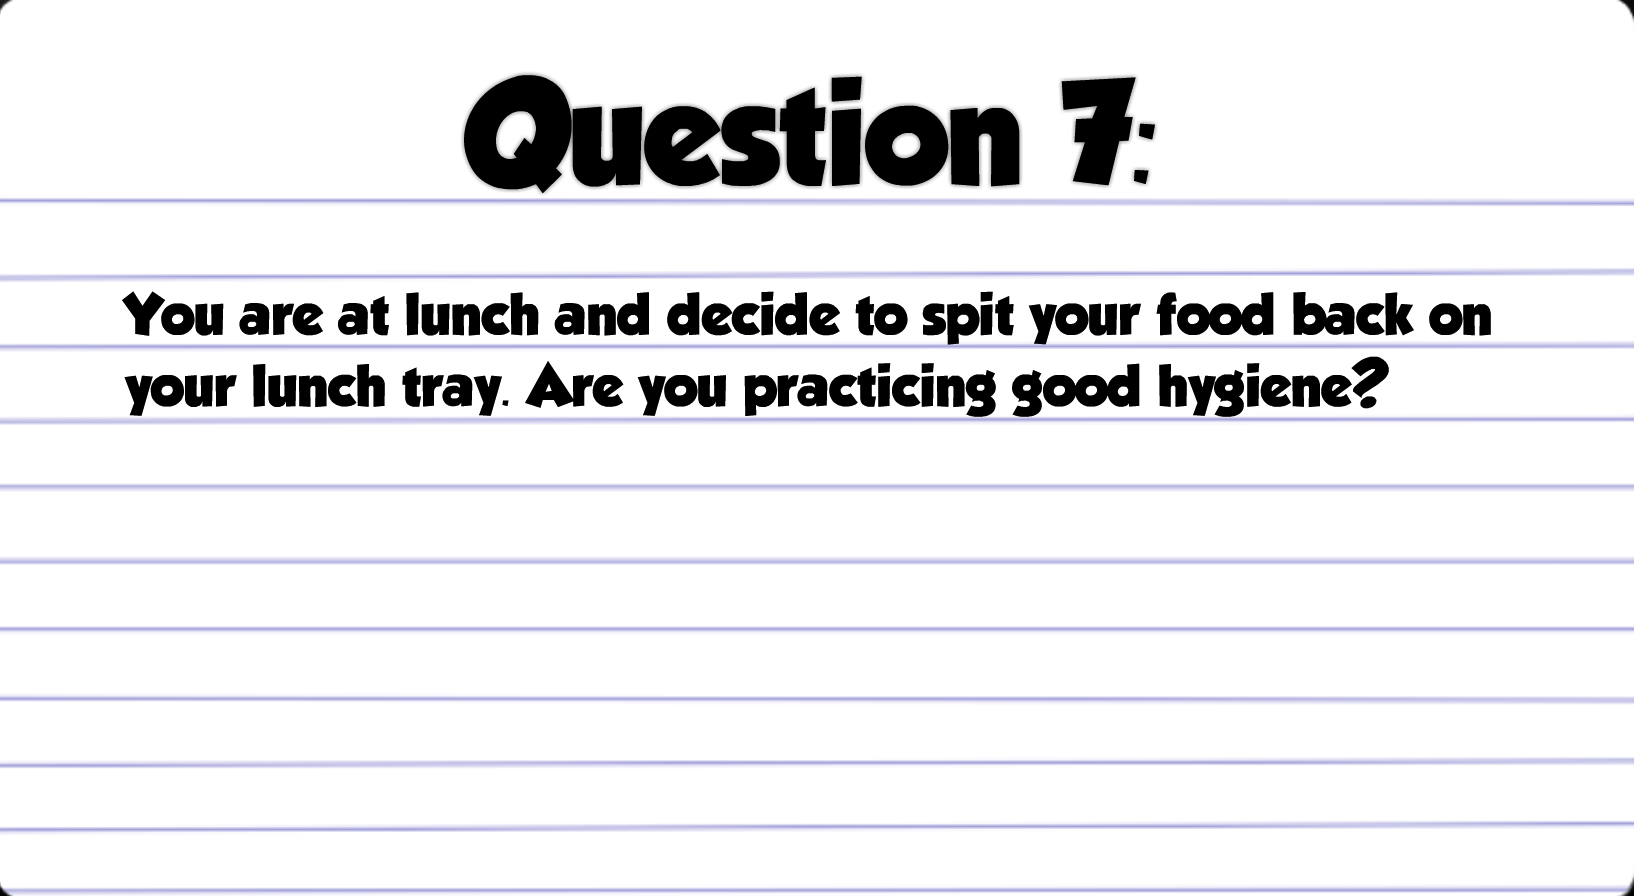 Question 7:
You are at lunch and decide to spit your food back on
your lunch tray. Are you practicing good hygiene?